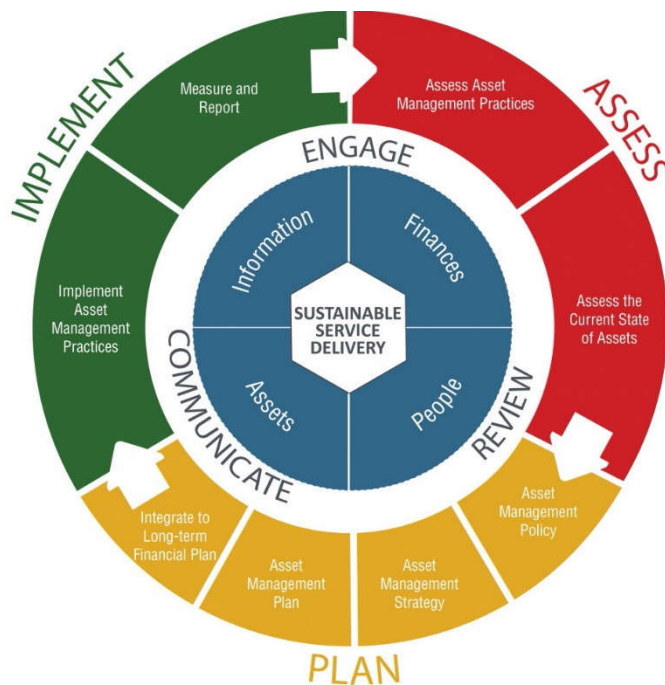 IMPLEMENT
Measure and
Report
Assess Asset
Management Practices
ASSESS
ENGAGE
Information
Finances
Implement
Asset
Management
Practices
SUSTAINABLE
SERVICE
DELIVERY
Assess the
Current State
of Assets
COMMUNICATE
Assets
People
REVIEW
Integrate to
Long-term
Financial Plan
Asset
Management
Plan
Asset
Management
Strategy
Asset
Management
Policy
PLAN